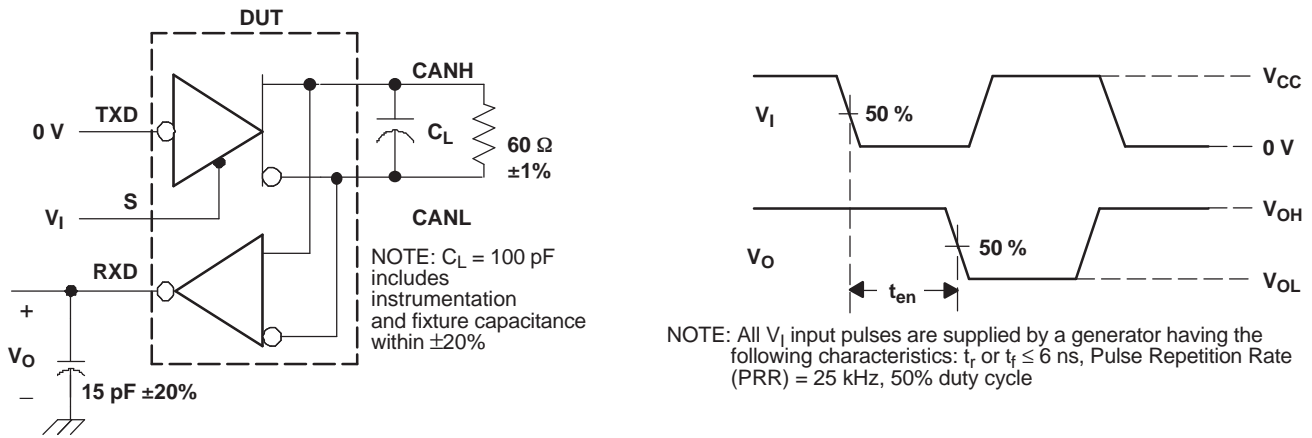 DUT
CANH
TXD
0 V
C_L
60 Ω
±1%
S
V_I
CANL
RXD
NOTE: C_L = 100 pF
includes
instrumentation
and fixture capacitance
within ±20%
+
V_O
–
15 pF ±20%
V_CC
V_I
50 %
0 V
V_OH
V_O
50 %
V_OL
t_en
NOTE: All V_I input pulses are supplied by a generator having the
following characteristics: t_r or t_f ≤ 6 ns, Pulse Repetition Rate
(PRR) = 25 kHz, 50% duty cycle